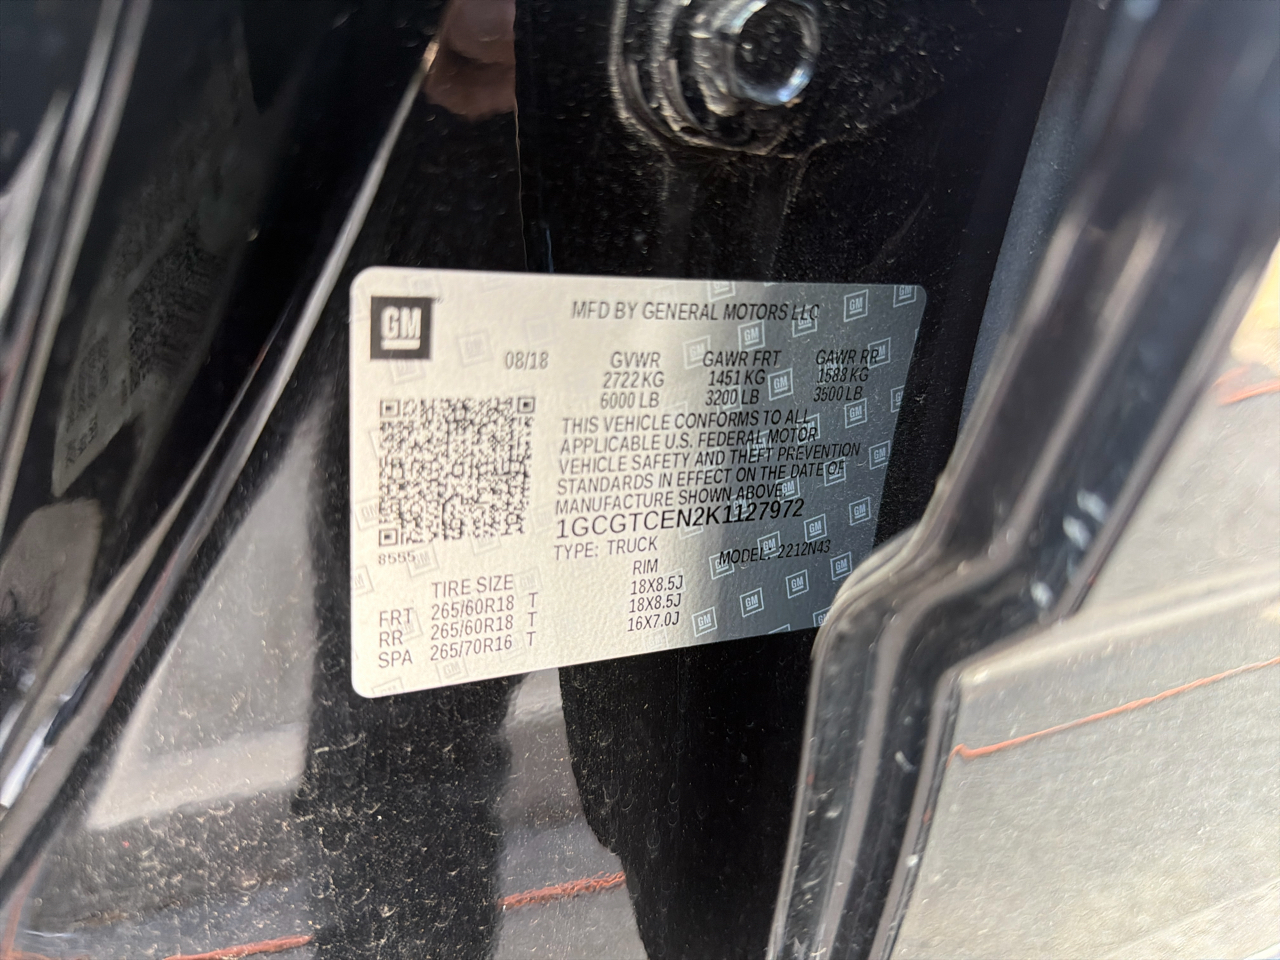 GM
MFD BY GENERAL MOTORS LLC
08/18 GVWR GAWR FRT GAWR RR
2722 KG 1451 KG 1588 KG
6000 LB 3200 LB 3500 LB
THIS VEHICLE CONFORMS TO ALL
APPLICABLE U.S. FEDERAL MOTOR
VEHICLE SAFETY AND THEFT PREVENTION
STANDARDS IN EFFECT ON THE DATE OF
MANUFACTURE SHOWN ABOVE.
1GCGTCEN2K1127972
8555 TYPE: TRUCK MODEL: 2212N43
TIRE SIZE RIM
FRT 265/60R18 T 18X8.5J
RR 265/60R18 T 18X8.5J
SPA 265/70R16 T 16X7.0J